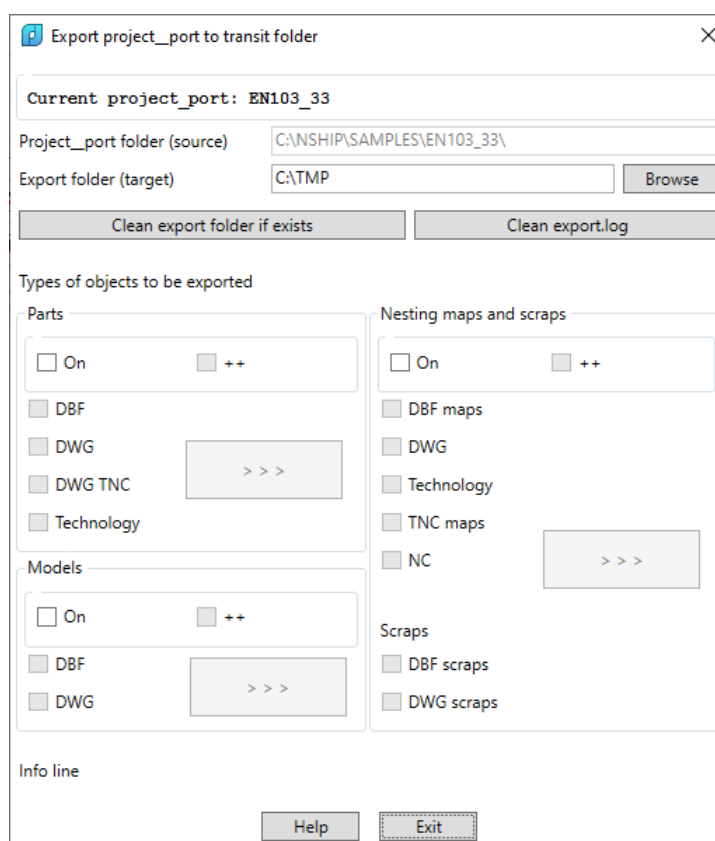 Export project__port to transit folder
Current project_port: EN103_33
Project__port folder (source) C:\NSHIP\SAMPLES\EN103_33\
Export folder (target) C:\TMP Browse
Clean export folder if exists Clean export.log
Types of objects to be exported
Parts
On ++
DBF
DWG
DWG TNC
Technology
> > >
Models
On ++
DBF
DWG
> > >
Nesting maps and scraps
On ++
DBF maps
DWG
Technology
TNC maps
NC
> > >
Scraps
DBF scraps
DWG scraps
Info line
Help Exit